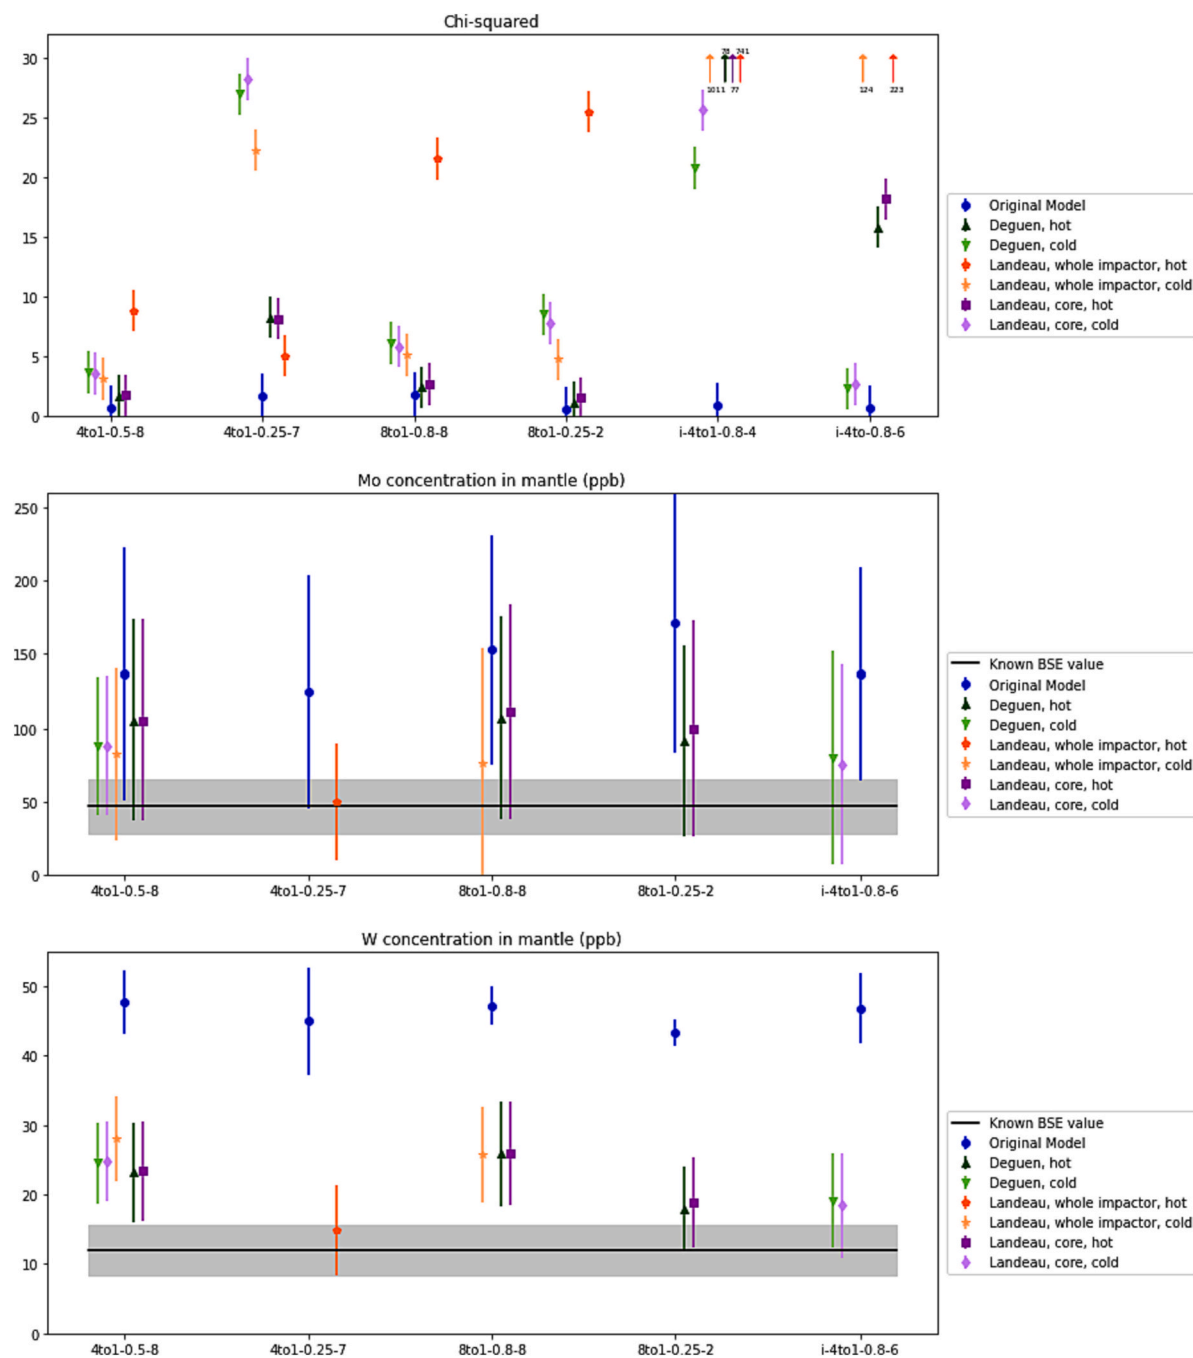 Chi-squared
30
25
20
15
10
5
0
78 741
1011 77
124 223
4to1-0.5-8 4to1-0.25-7 8to1-0.8-8 8to1-0.25-2 i-4to1-0.8-4 i-4to-0.8-6
Original Model
Deguen, hot
Deguen, cold
Landeau, whole impactor, hot
Landeau, whole impactor, cold
Landeau, core, hot
Landeau, core, cold
Mo concentration in mantle (ppb)
250
200
150
100
50
0
4to1-0.5-8 4to1-0.25-7 8to1-0.8-8 8to1-0.25-2 i-4to1-0.8-6
Known BSE value
Original Model
Deguen, hot
Deguen, cold
Landeau, whole impactor, hot
Landeau, whole impactor, cold
Landeau, core, hot
Landeau, core, cold
W concentration in mantle (ppb)
50
40
30
20
10
0
4to1-0.5-8 4to1-0.25-7 8to1-0.8-8 8to1-0.25-2 i-4to1-0.8-6
Known BSE value
Original Model
Deguen, hot
Deguen, cold
Landeau, whole impactor, hot
Landeau, whole impactor, cold
Landeau, core, hot
Landeau, core, cold